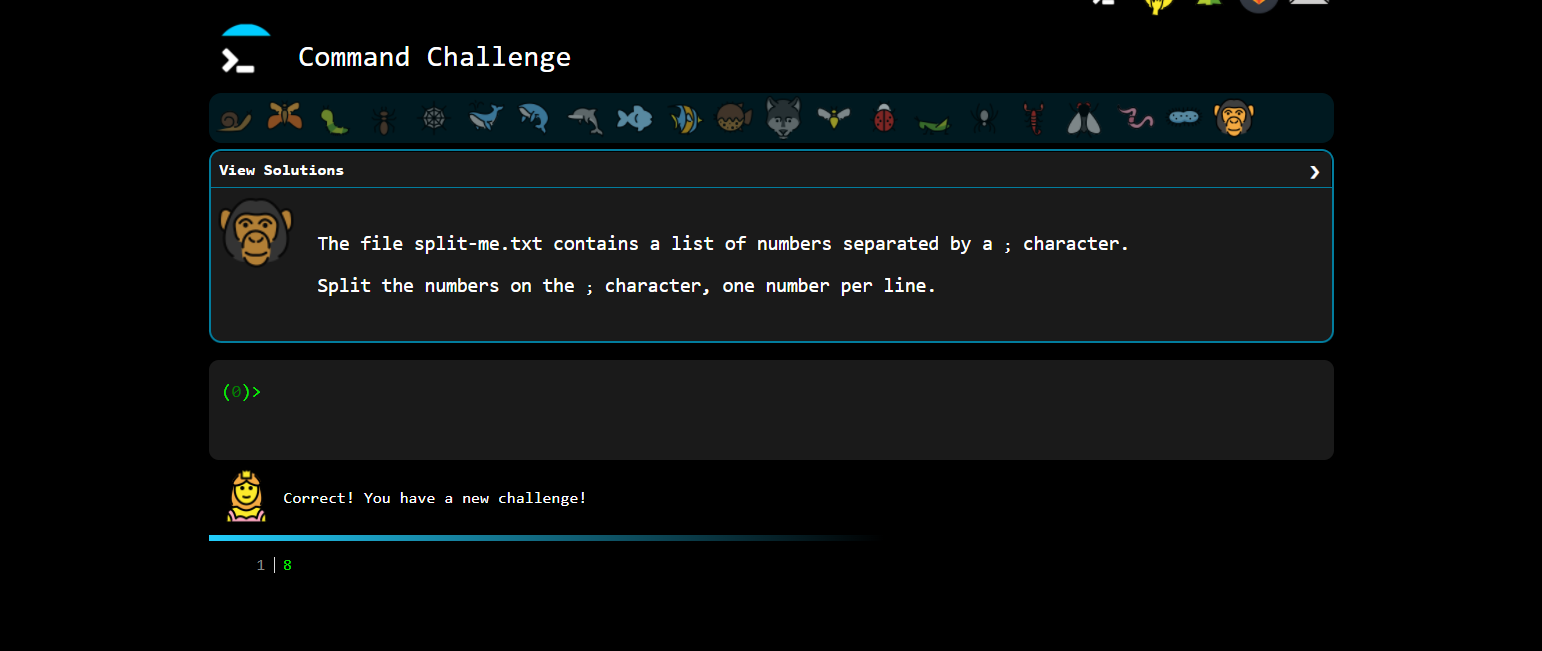 Command Challenge
View Solutions
The file split-me.txt contains a list of numbers separated by a ; character.
Split the numbers on the ; character, one number per line.
(0)>
Correct! You have a new challenge!
1 | 8